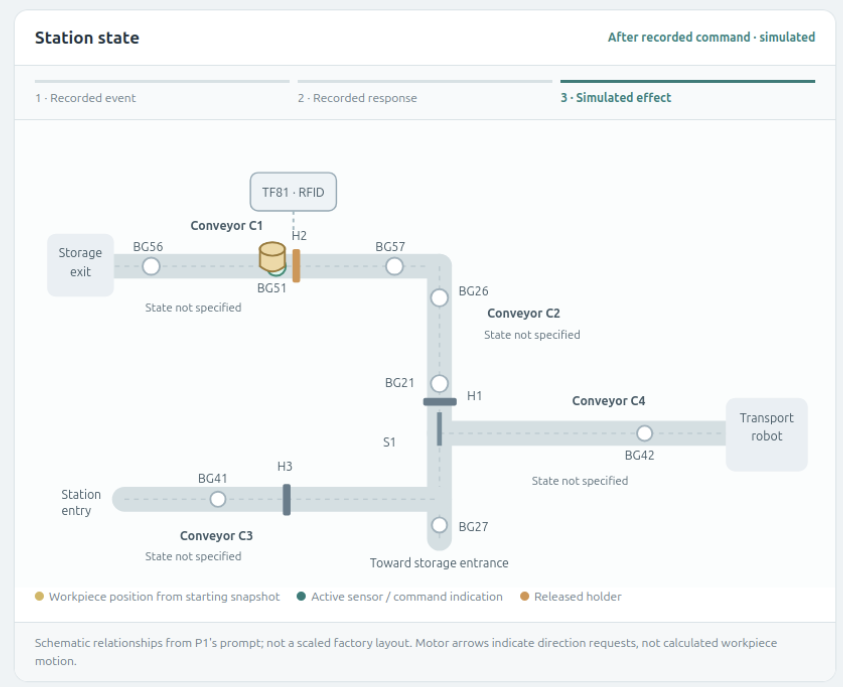 Station state
After recorded command · simulated
1 · Recorded event
2 · Recorded response
3 · Simulated effect
TF81 · RFID
Conveyor C1
H2
Storage
exit
BG56
BG57
BG51
State not specified
BG26
Conveyor C2
State not specified
BG21
H1
Conveyor C4
Transport
robot
S1
BG42
H3
BG41
State not specified
Station
entry
BG27
Conveyor C3
State not specified
Toward storage entrance
Workpiece position from starting snapshot
Active sensor / command indication
Released holder
Schematic relationships from P1's prompt; not a scaled factory layout. Motor arrows indicate direction requests, not calculated workpiece
motion.